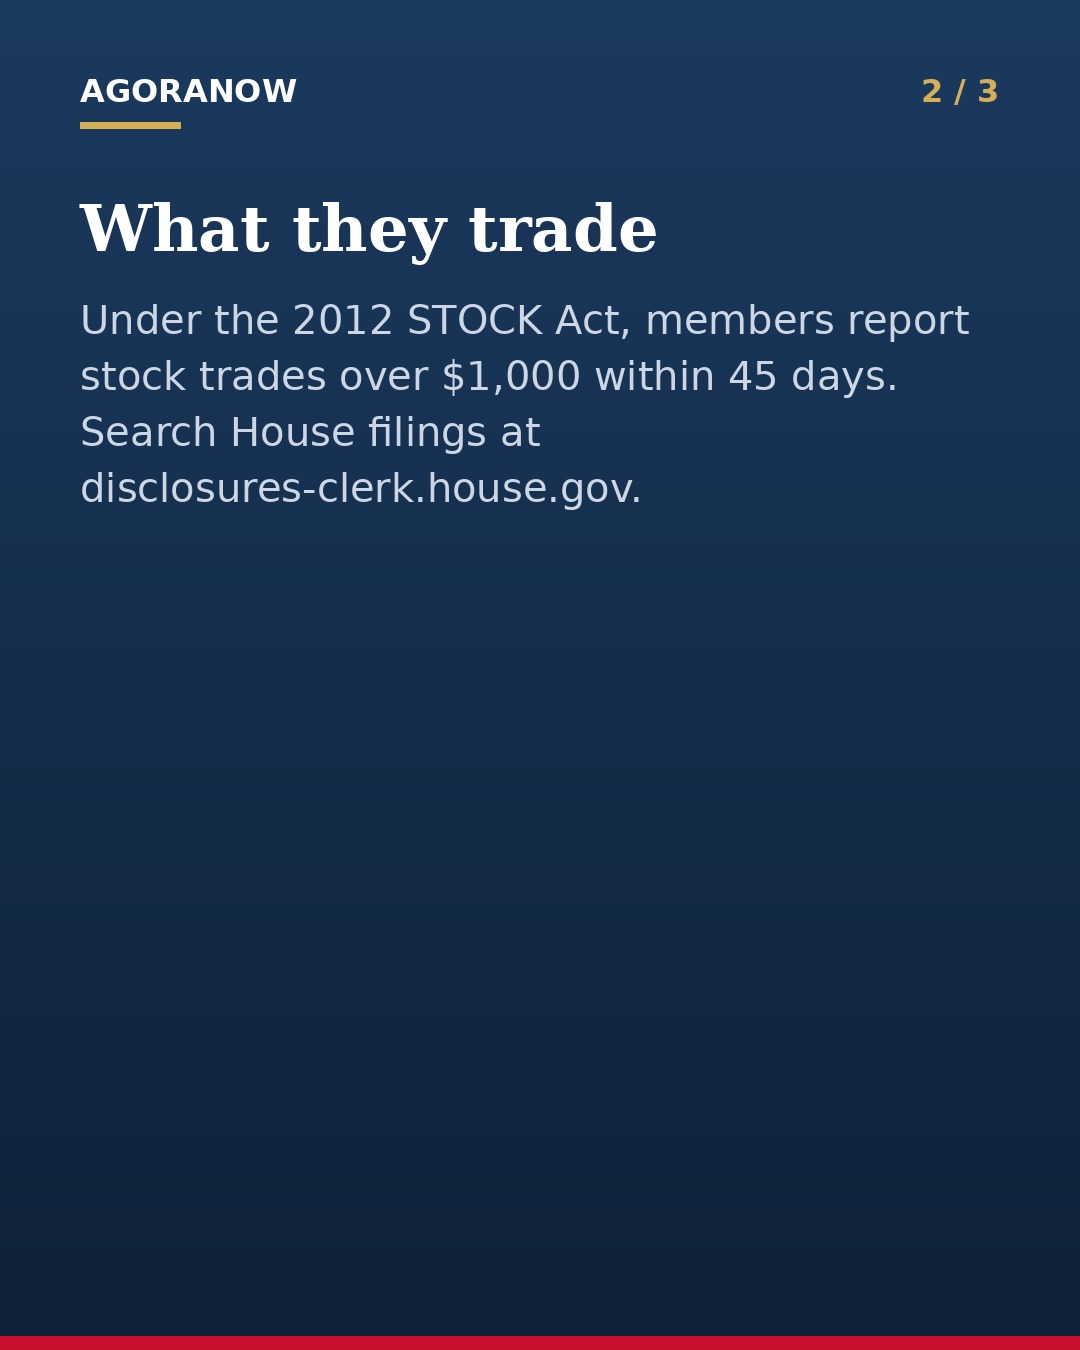 AGORANOW
2 / 3
What they trade
Under the 2012 STOCK Act, members report
stock trades over $1,000 within 45 days.
Search House filings at
disclosures-clerk.house.gov.